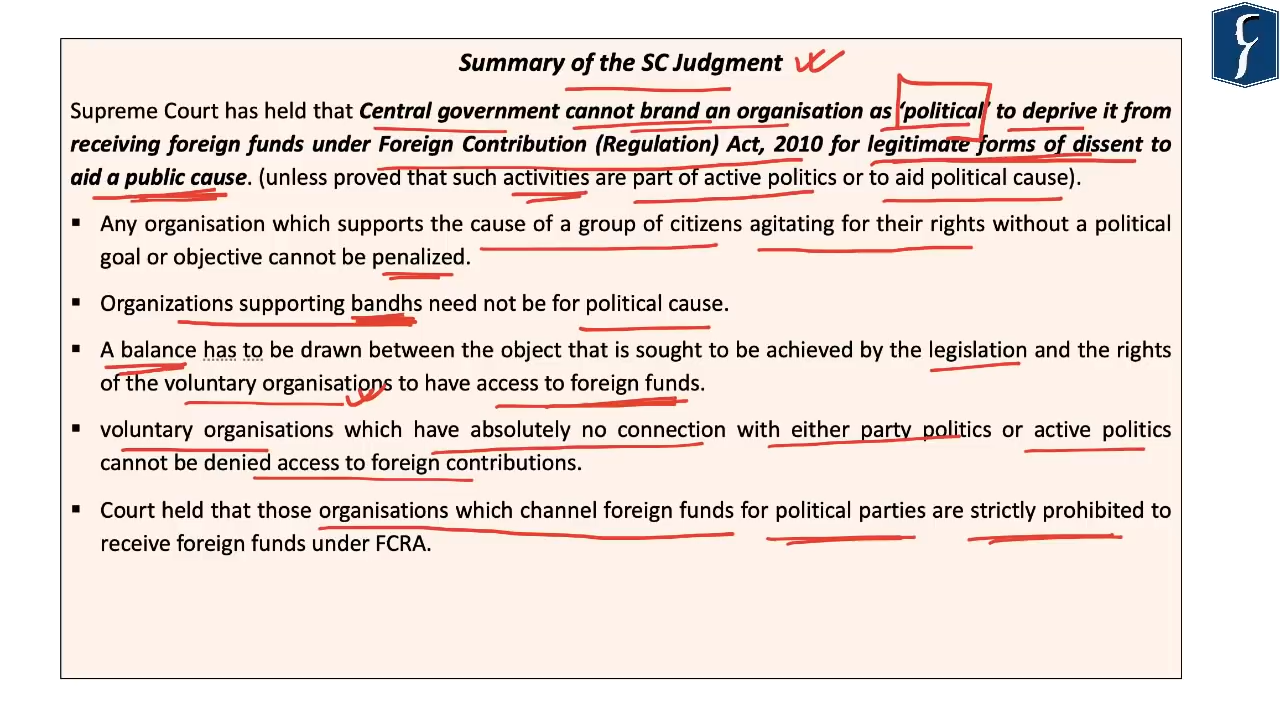 Summary of the SC Judgment
Supreme Court has held that Central government cannot brand an organisation as ‘political’ to deprive it from
receiving foreign funds under Foreign Contribution (Regulation) Act, 2010 for legitimate forms of dissent to
aid a public cause. (unless proved that such activities are part of active politics or to aid political cause).
▪ Any organisation which supports the cause of a group of citizens agitating for their rights without a political
goal or objective cannot be penalized.
▪ Organizations supporting bandhs need not be for political cause.
▪ A balance has to be drawn between the object that is sought to be achieved by the legislation and the rights
of the voluntary organisations to have access to foreign funds.
▪ voluntary organisations which have absolutely no connection with either party politics or active politics
cannot be denied access to foreign contributions.
▪ Court held that those organisations which channel foreign funds for political parties are strictly prohibited to
receive foreign funds under FCRA.